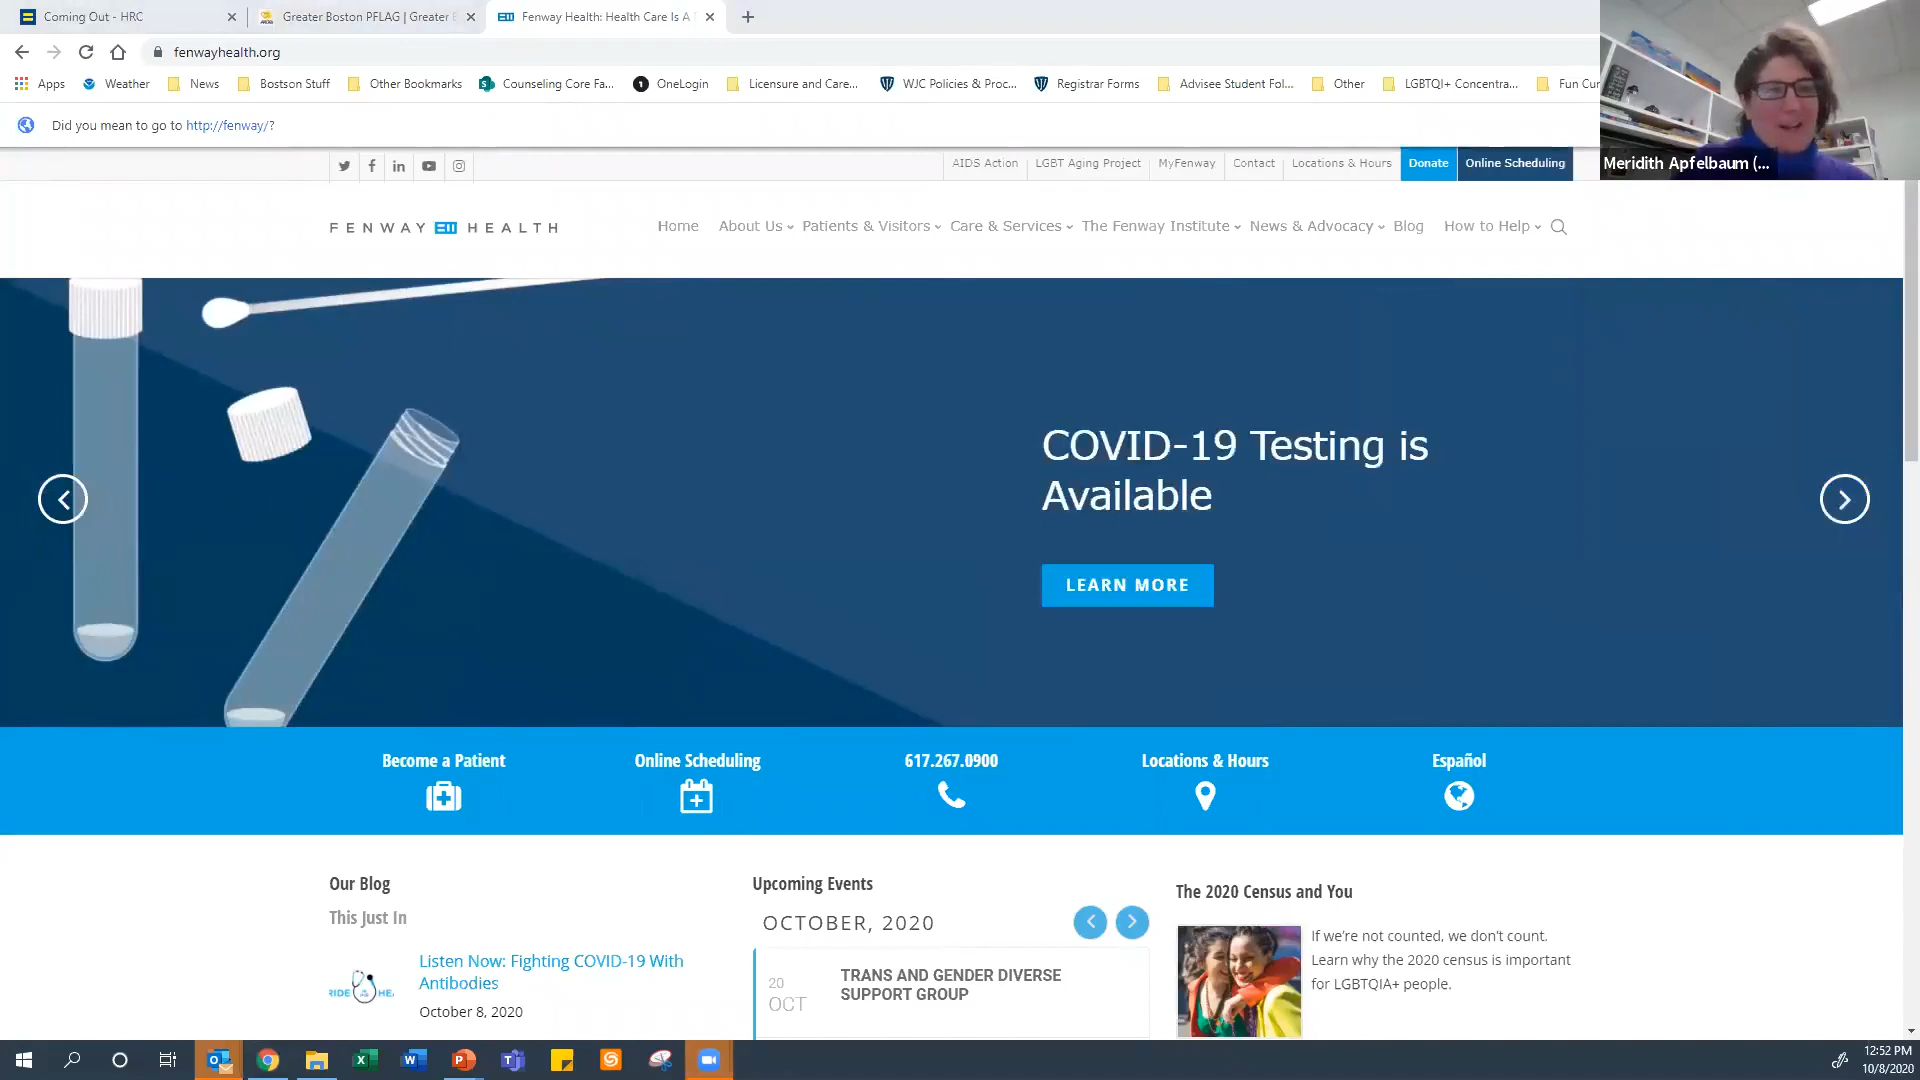 Coming Out - HRC
Greater Boston PFLAG | Greater
Fenway Health: Health Care Is A
fenwayhealth.org
Apps
Weather
News
Bostson Stuff
Other Bookmarks
Counseling Core Fa...
OneLogin
Licensure and Care...
WJC Policies & Proc...
Registrar Forms
Advisee Student Fol...
Other
LGBTQI+ Concentra...
Fun Cur
Did you mean to go to http://fenway/?
Meridith Apfelbaum (...
AIDS Action
LGBT Aging Project
MyFenway
Contact
Locations & Hours
Donate
Online Scheduling
FENWAY HEALTH
Home
About Us
Patients & Visitors
Care & Services
The Fenway Institute
News & Advocacy
Blog
How to Help
COVID-19 Testing is
Available
LEARN MORE
Become a Patient
Online Scheduling
617.267.0900
Locations & Hours
Español
Our Blog
This Just In
RIDE HE
Listen Now: Fighting COVID-19 With
Antibodies
October 8, 2020
Upcoming Events
OCTOBER, 2020
20
OCT
TRANS AND GENDER DIVERSE
SUPPORT GROUP
The 2020 Census and You
If we're not counted, we don't count.
Learn why the 2020 census is important
for LGBTQIA+ people.
12:52 PM
10/8/2020